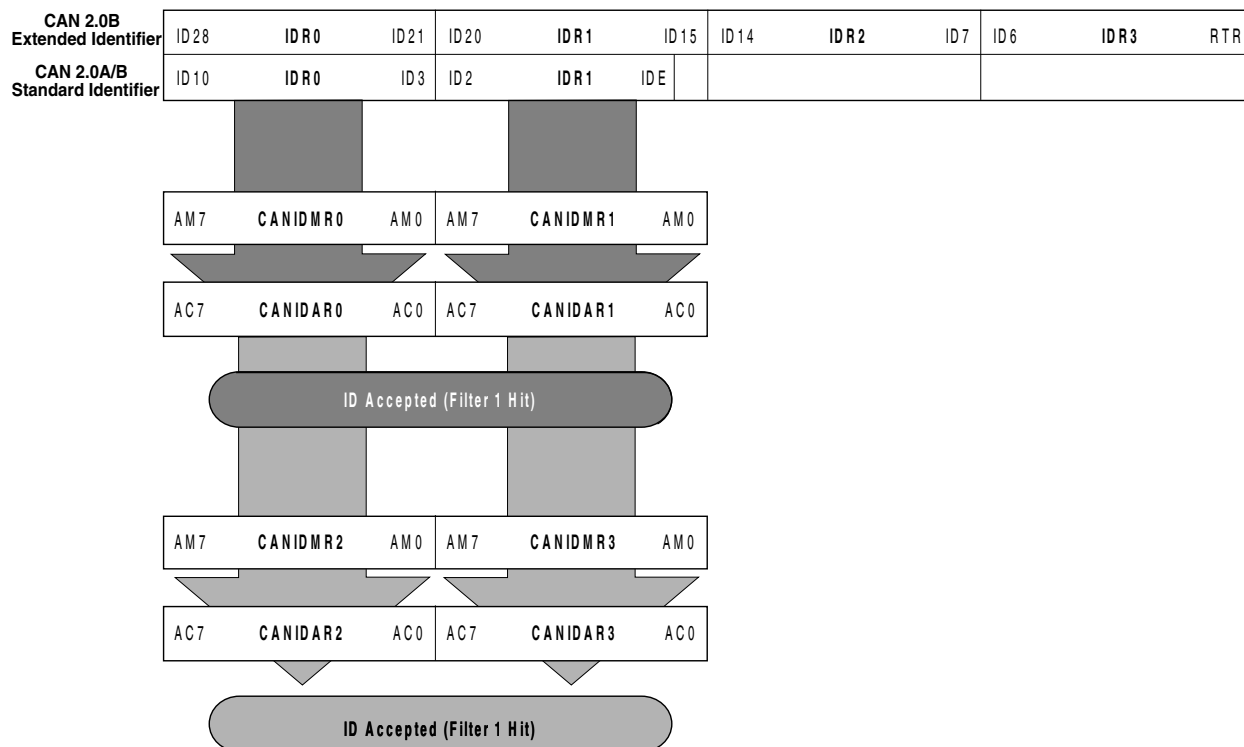 CAN 2.0B
Extended Identifier ID28 IDR0 ID21 ID20 IDR1 ID15 ID14 IDR2 ID7 ID6 IDR3 RTR
CAN 2.0A/B
Standard Identifier ID10 IDR0 ID3 ID2 IDR1 IDE
AM7 CANIDMR0 AM0 AM7 CANIDMR1 AM0
AC7 CANIDAR0 AC0 AC7 CANIDAR1 AC0
ID Accepted (Filter 1 Hit)
AM7 CANIDMR2 AM0 AM7 CANIDMR3 AM0
AC7 CANIDAR2 AC0 AC7 CANIDAR3 AC0
ID Accepted (Filter 1 Hit)